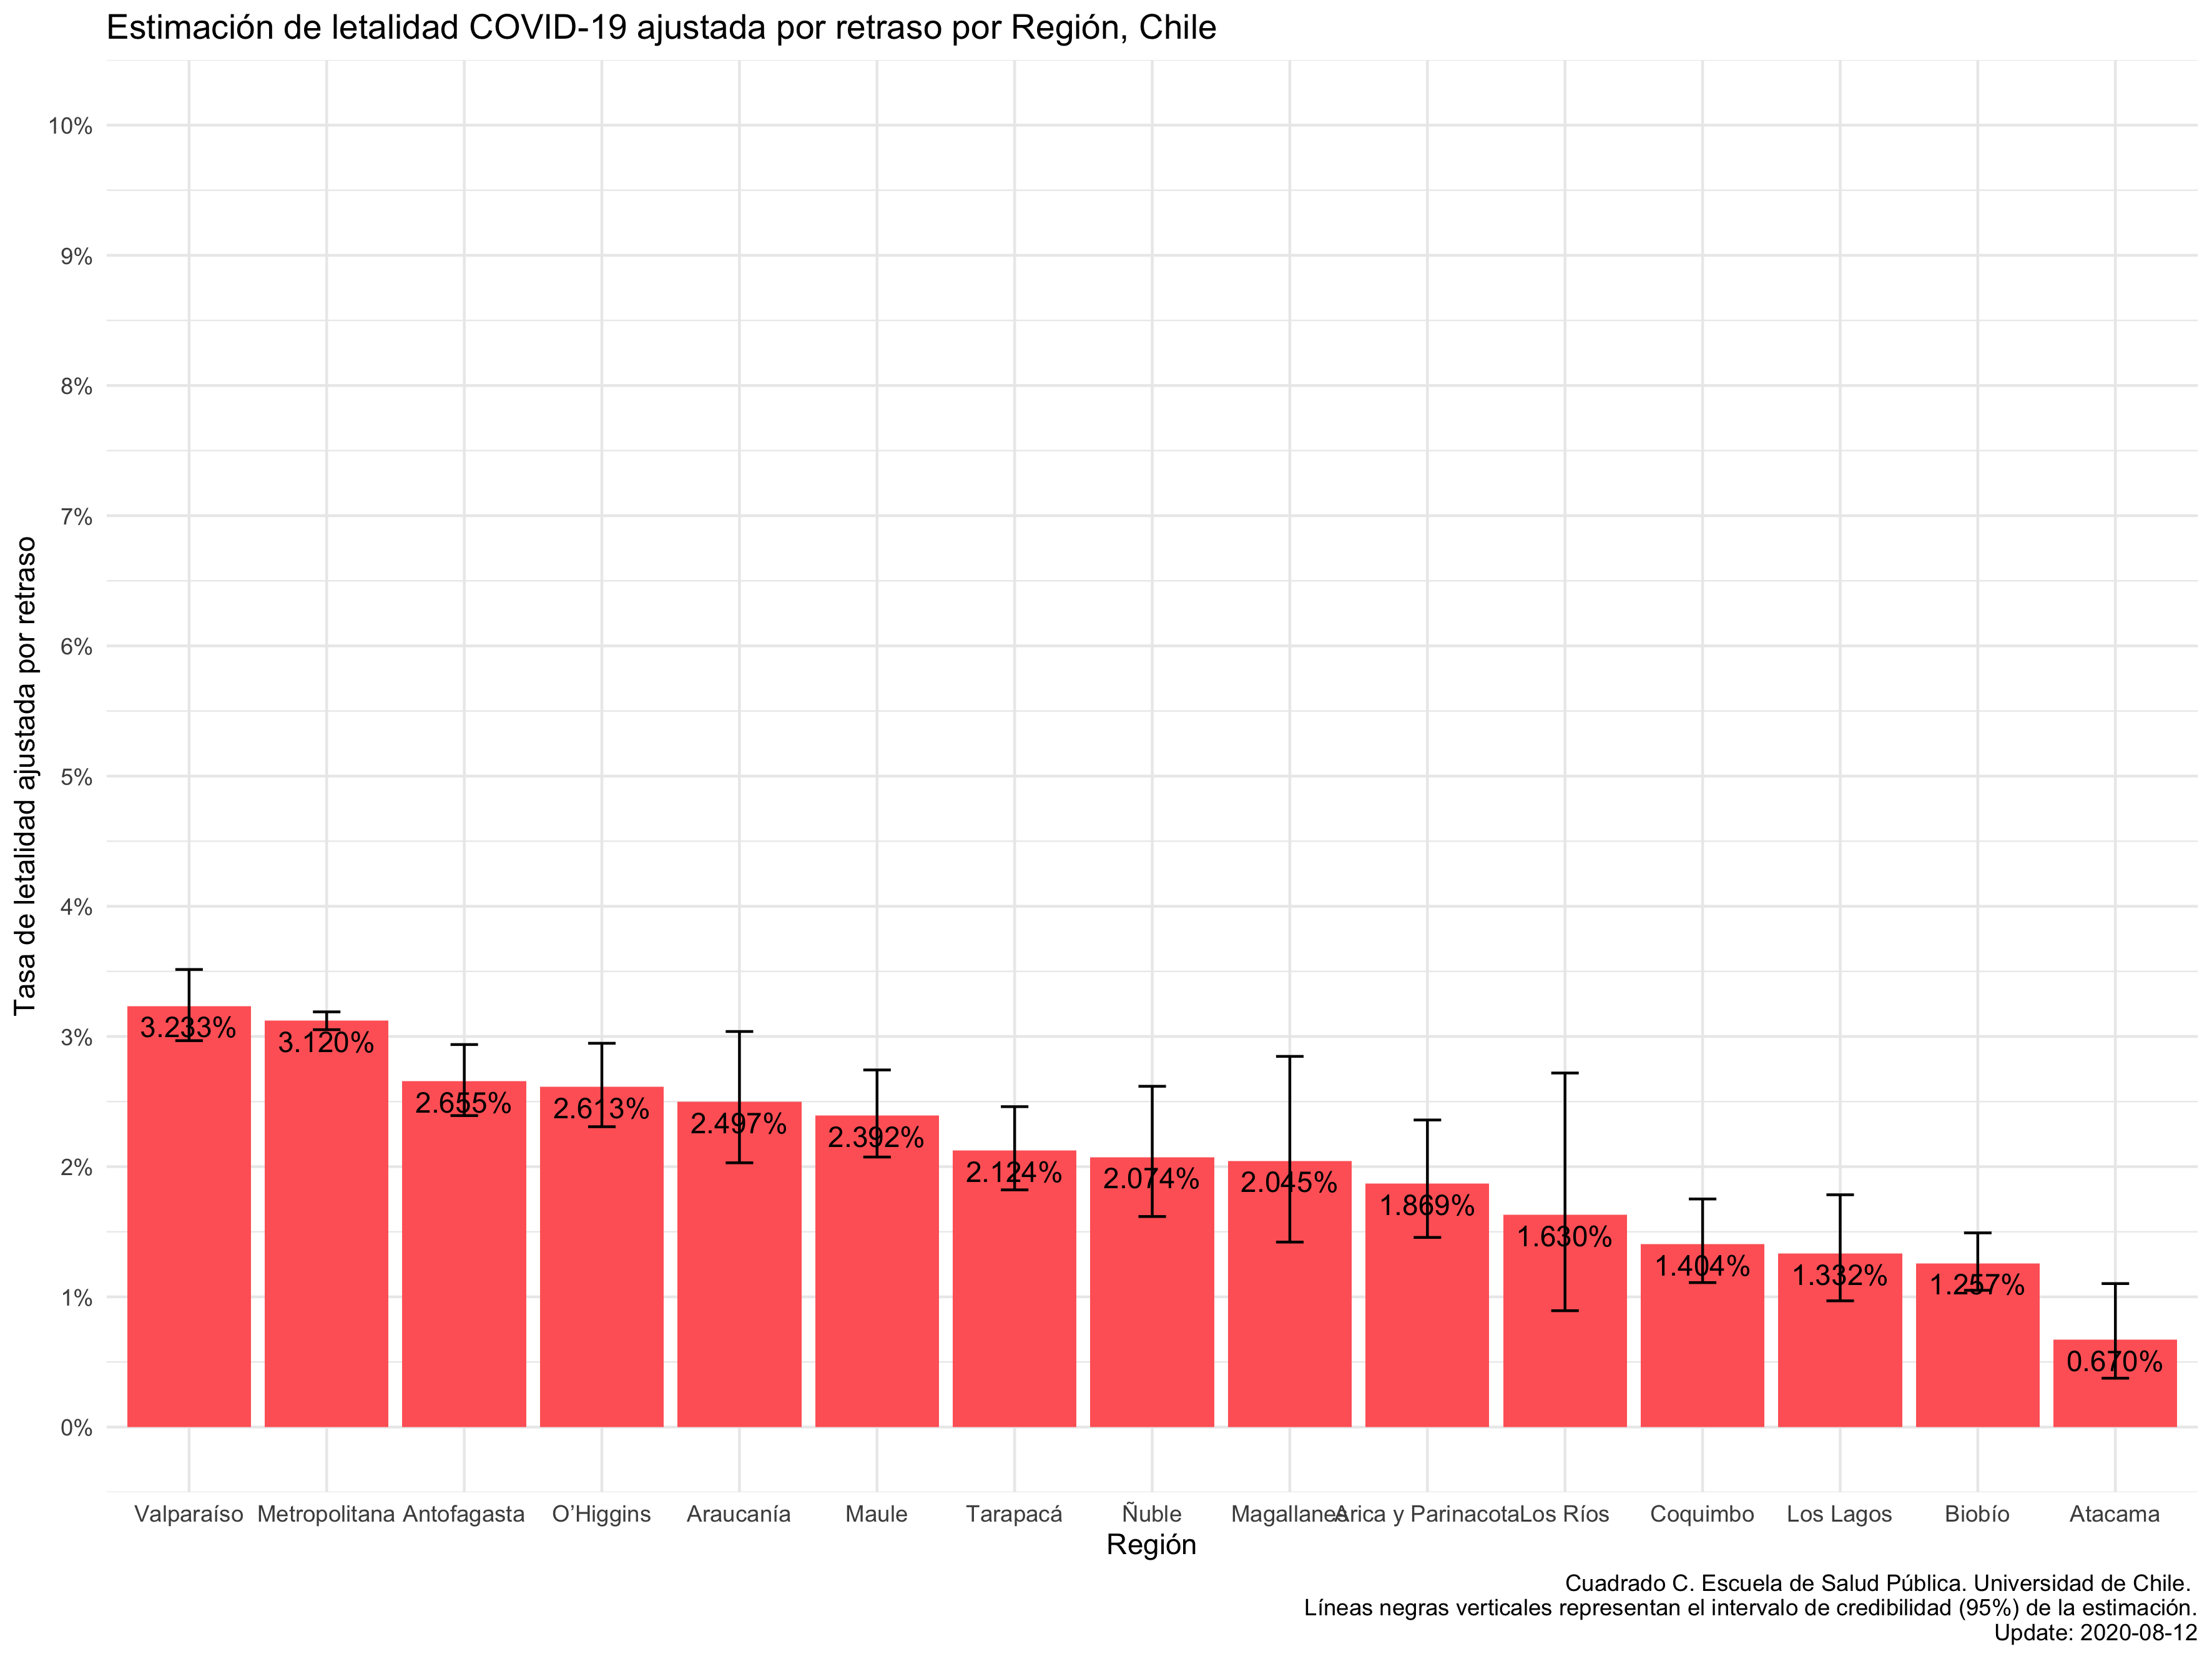 Estimación de letalidad COVID-19 ajustada por retraso por Región, Chile
Tasa de letalidad ajustada por retraso
10%
9%
8%
7%
6%
5%
4%
3%
2%
1%
0%
3.233%
3.120%
2.655%
2.613%
2.497%
2.392%
2.124%
2.074%
2.045%
1.869%
1.630%
1.404%
1.332%
1.257%
0.670%
Valparaíso
Metropolitana
Antofagasta
O’Higgins
Araucanía
Maule
Tarapacá
Ñuble
Magallanes
Arica y Parinacota
Los Ríos
Coquimbo
Los Lagos
Biobío
Atacama
Región
Cuadrado C. Escuela de Salud Pública. Universidad de Chile.
Líneas negras verticales representan el intervalo de credibilidad (95%) de la estimación.
Update: 2020-08-12